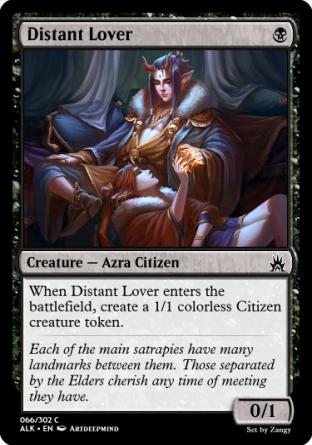 Distant Lover
Creature — Azra Citizen
When Distant Lover enters the
battlefield, create a 1/1 colorless Citizen
creature token.
Each of the main satrapies have many
landmarks between them. Those separated
by the Elders cherish any time of meeting
they have.
0/1
066/302 C
ALK • EN Artdeepmind
Set by Zangy